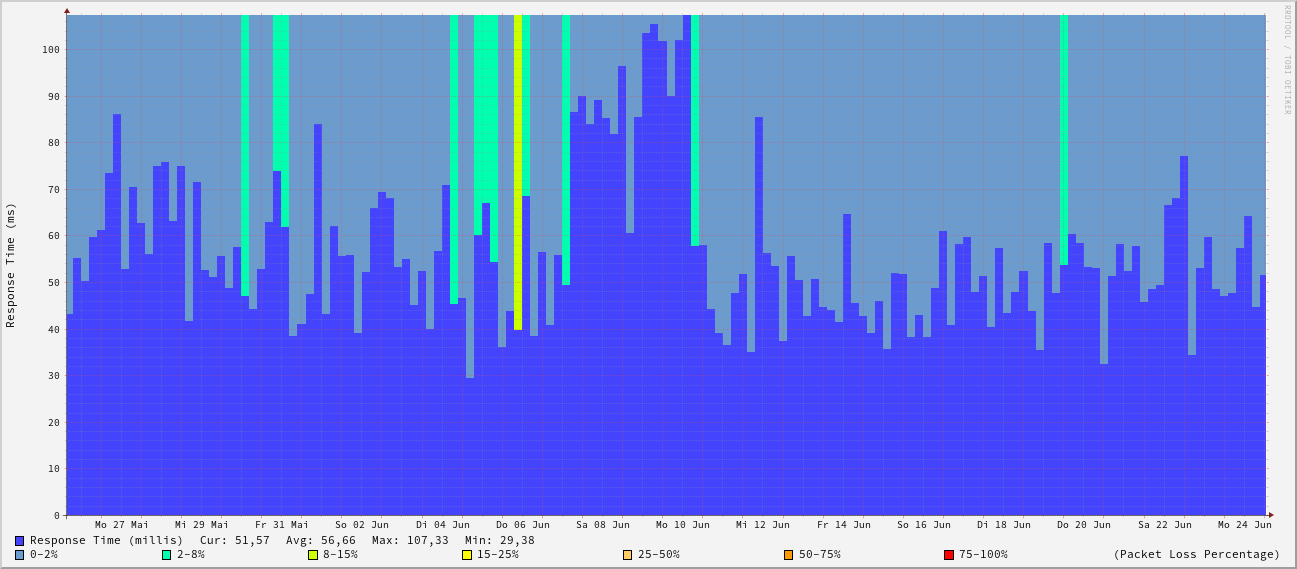 RRDTOOL / TOBI OETIKER
Response Time (ms)
100
90
80
70
60
50
40
30
20
10
0
Mo 27 Mai Mi 29 Mai Fr 31 Mai So 02 Jun Di 04 Jun Do 06 Jun Sa 08 Jun Mo 10 Jun Mi 12 Jun Fr 14 Jun So 16 Jun Di 18 Jun Do 20 Jun Sa 22 Jun Mo 24 Jun
Response Time (millis) Cur: 51,57 Avg: 56,66 Max: 107,33 Min: 29,38
0-2% 2-8% 8-15% 15-25% 25-50% 50-75% 75-100% (Packet Loss Percentage)